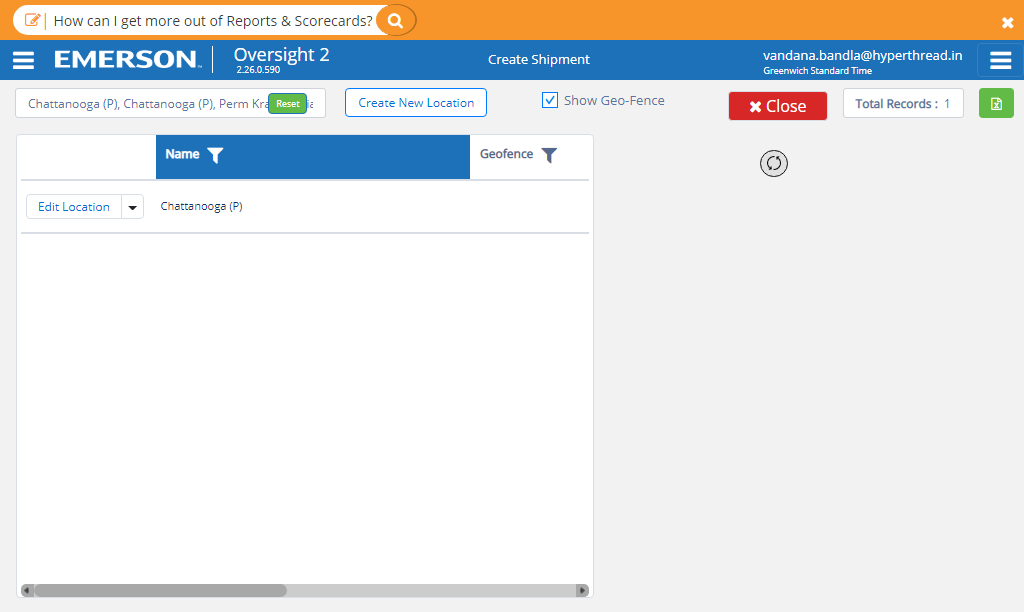 How can I get more out of Reports & Scorecards?
EMERSON
Oversight 2
2.26.0.590
Create Shipment
vandana.bandla@hyperthread.in
Greenwich Standard Time
Chattanooga (P), Chattanooga (P), Perm
Reset
Create New Location
Show Geo-Fence
Close
Total Records : 1
Name
Geofence
Edit Location
Chattanooga (P)